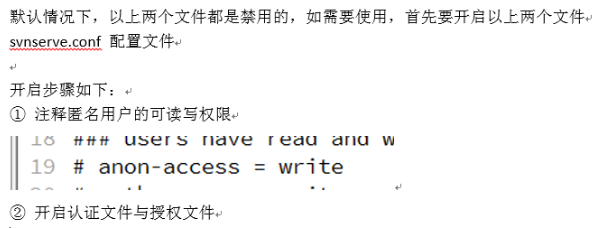 默认情况下，以上两个文件都是禁用的，如需要使用，首先要开启以上两个文件
svnserve.conf 配置文件
开启步骤如下：
① 注释匿名用户的可读写权限
18 ### users have read and w
19 # anon-access = write
② 开启认证文件与授权文件